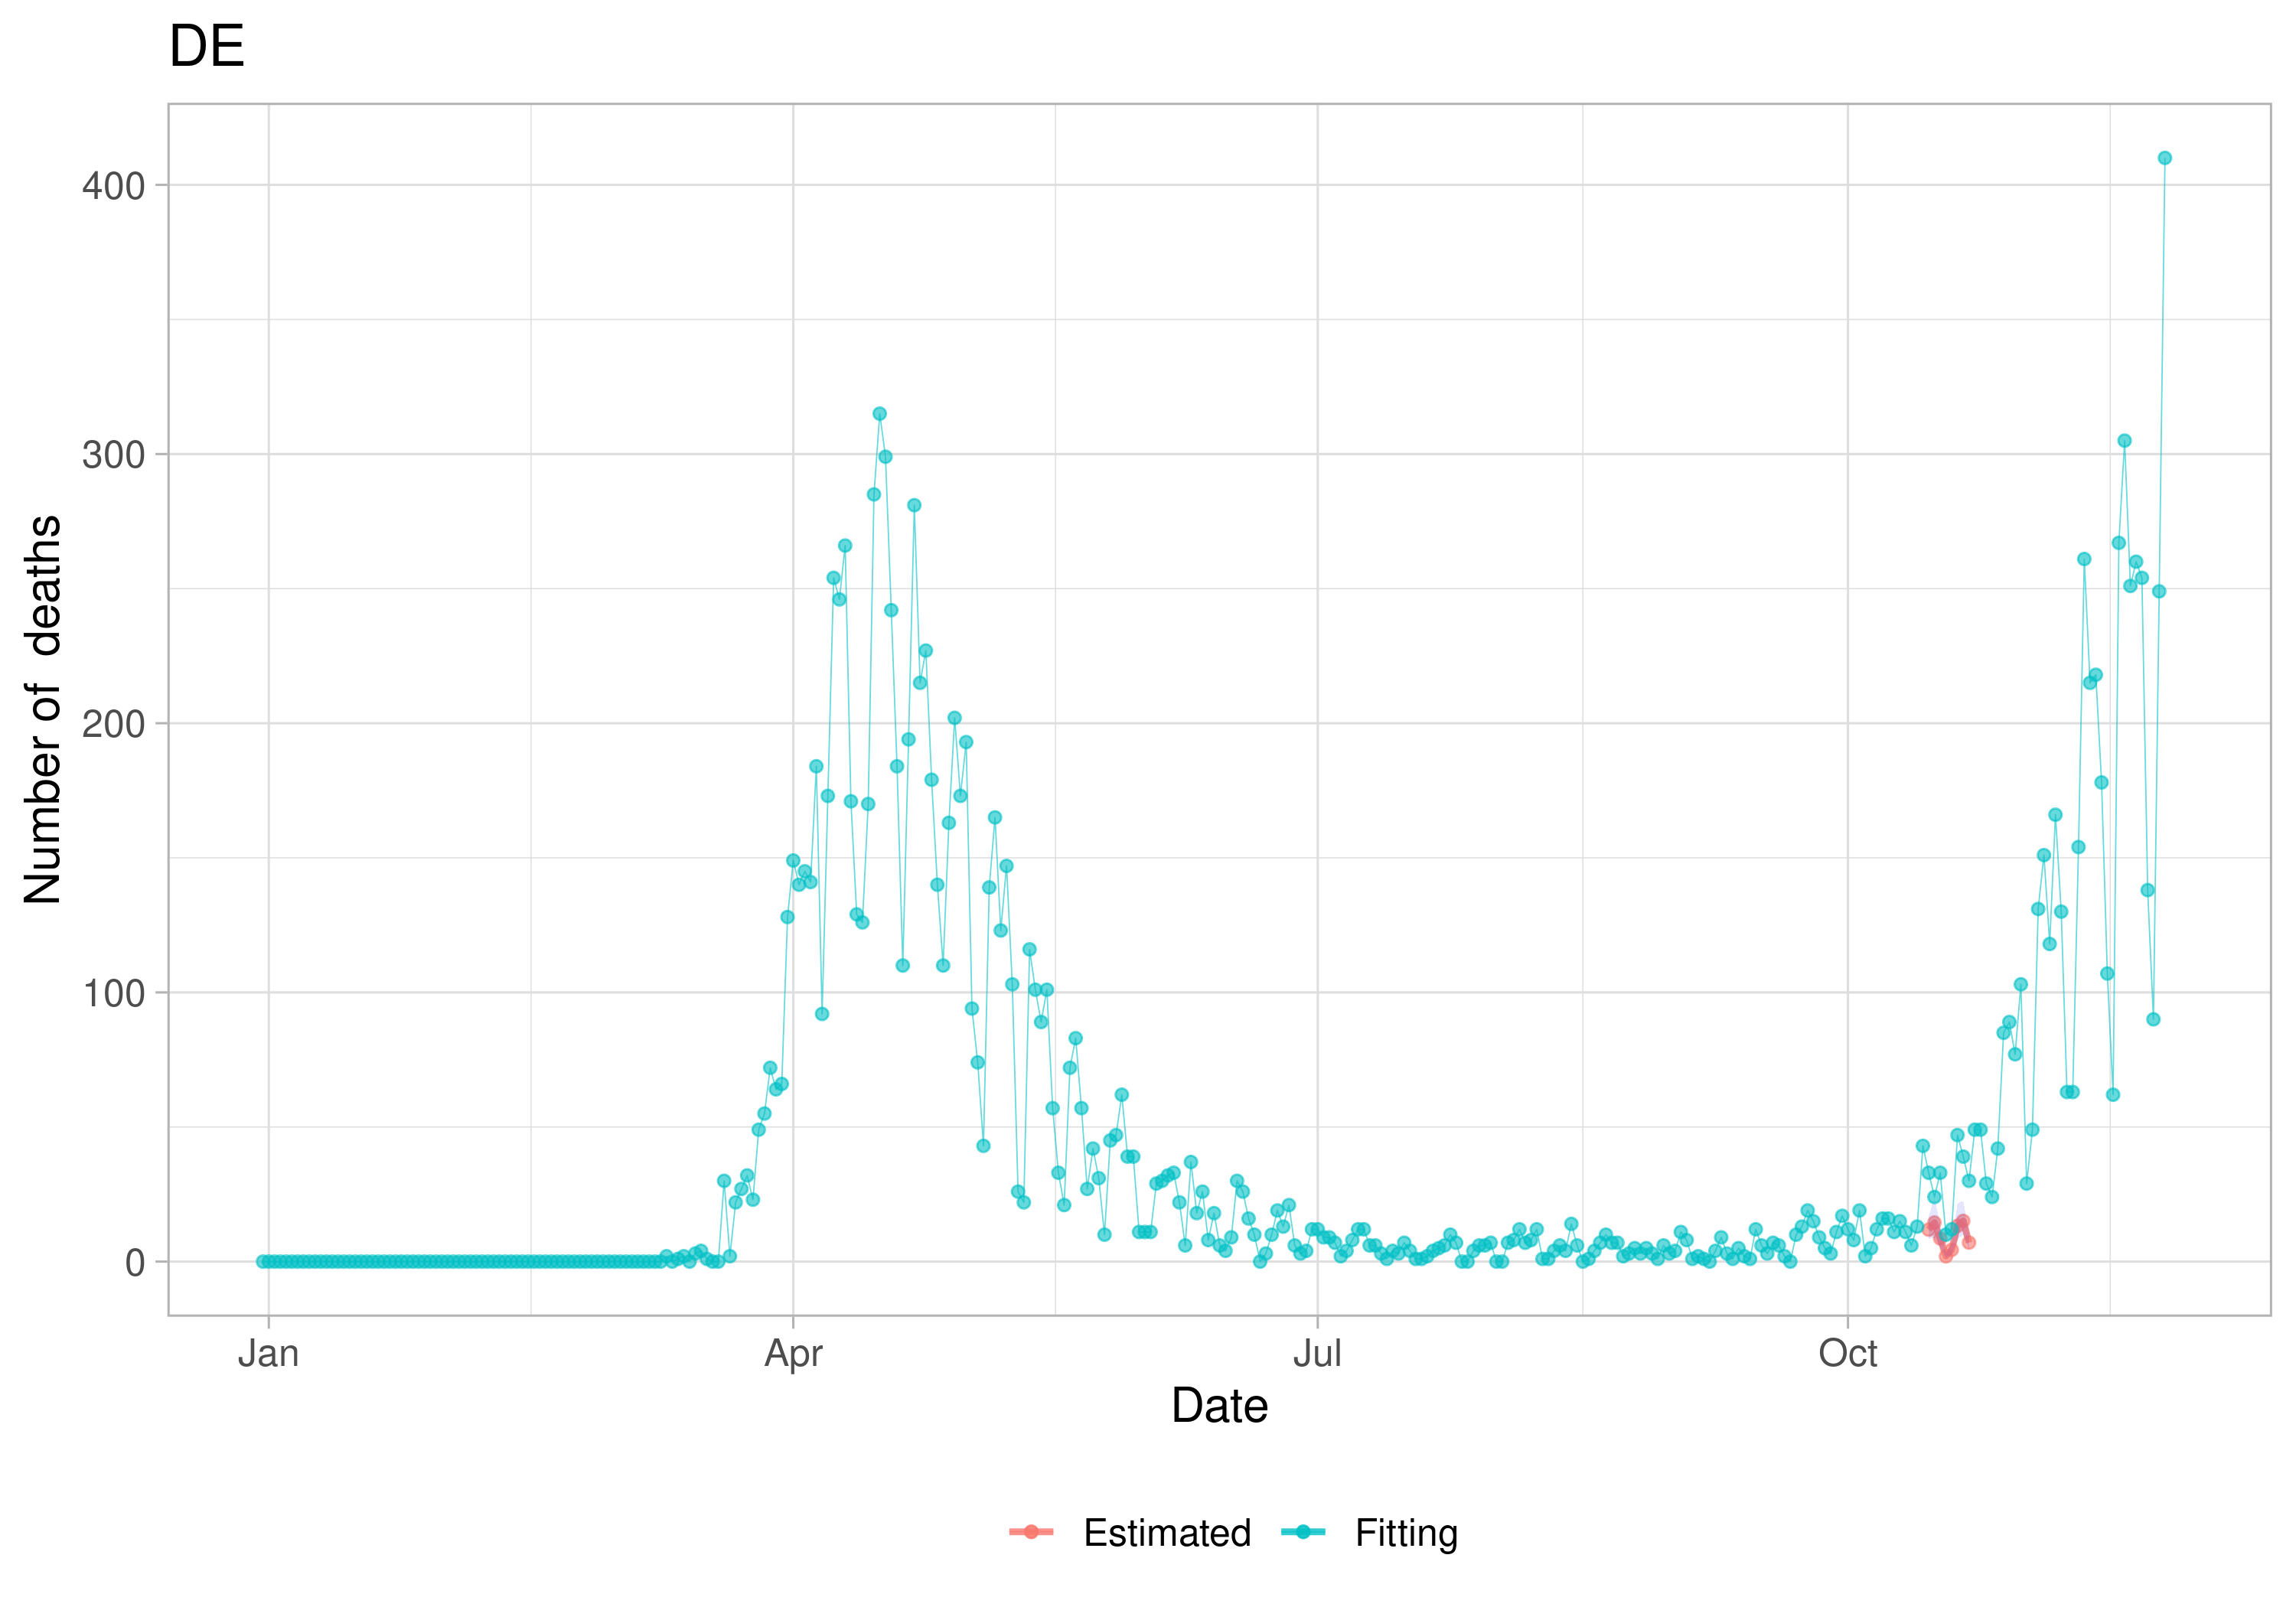 DE
Number of  deaths
400
300
200
100
0
Jan Apr Jul Oct
Date
Estimated Fitting